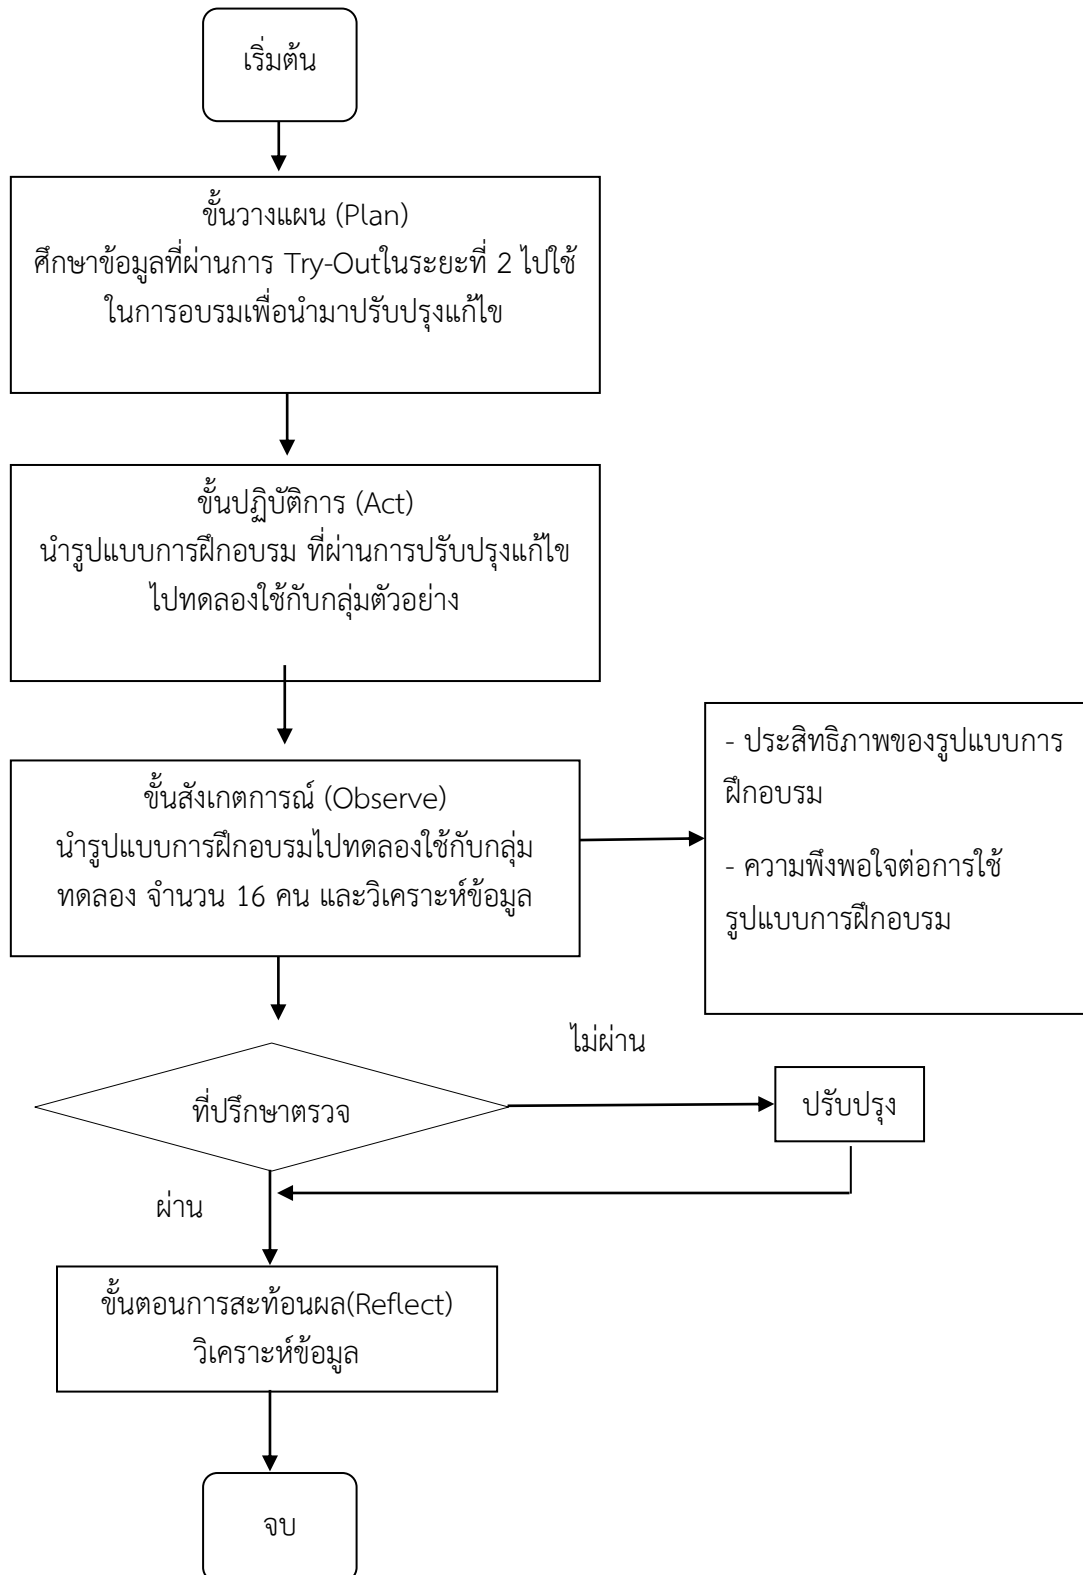 เริ่มต้น
ขั้นวางแผน (Plan)
ศึกษาข้อมูลที่ผ่านการ Try-Outในระยะที่ 2 ไปใช้
ในการอบรมเพื่อนำมาปรับปรุงแก้ไข
ขั้นปฏิบัติการ (Act)
นำรูปแบบการฝึกอบรม ที่ผ่านการปรับปรุงแก้ไข
ไปทดลองใช้กับกลุ่มตัวอย่าง
ขั้นสังเกตการณ์ (Observe)
นำรูปแบบการฝึกอบรมไปทดลองใช้กับกลุ่ม
ทดลอง จำนวน 16 คน และวิเคราะห์ข้อมูล
- ประสิทธิภาพของรูปแบบการ
ฝึกอบรม
- ความพึงพอใจต่อการใช้
รูปแบบการฝึกอบรม
ไม่ผ่าน
ที่ปรึกษาตรวจ
ปรับปรุง
ผ่าน
ขั้นตอนการสะท้อนผล(Reflect)
วิเคราะห์ข้อมูล
จบ